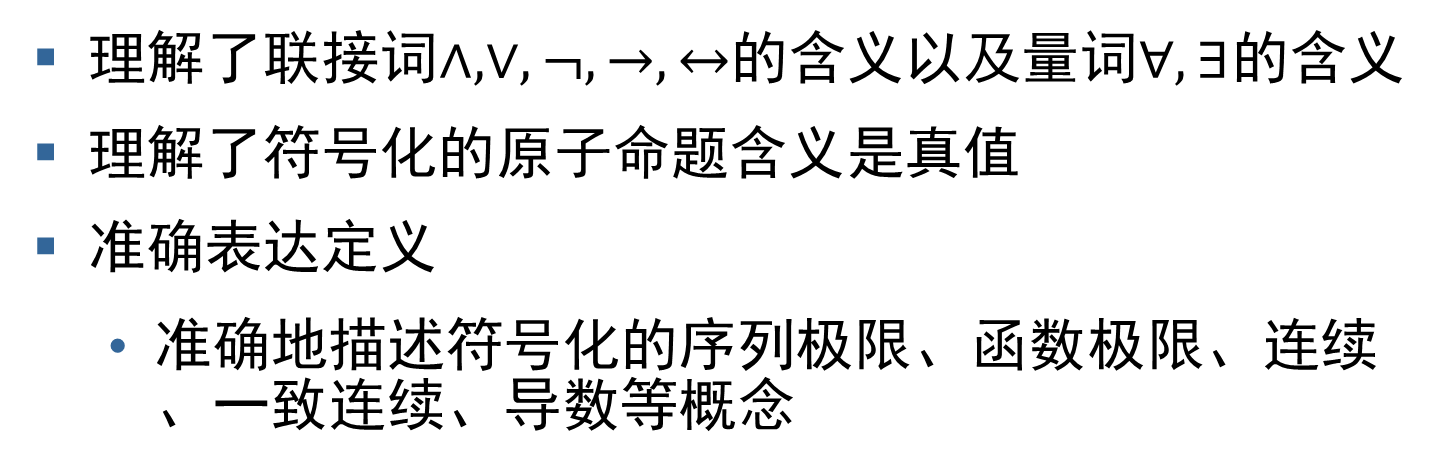 ▪ 理解了联接词∧,∨, ¬, →, ↔的含义以及量词∀, ∃的含义
▪ 理解了符号化的原子命题含义是真值
▪ 准确表达定义
• 准确地描述符号化的序列极限、函数极限、连续
、一致连续、导数等概念